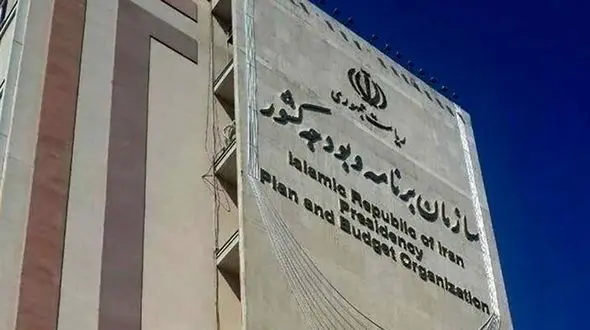 ریاست جمهوری
سازمان برنامه و بودجه کشور
Islamic Republic of Iran
Presidency
Plan and Budget Organization